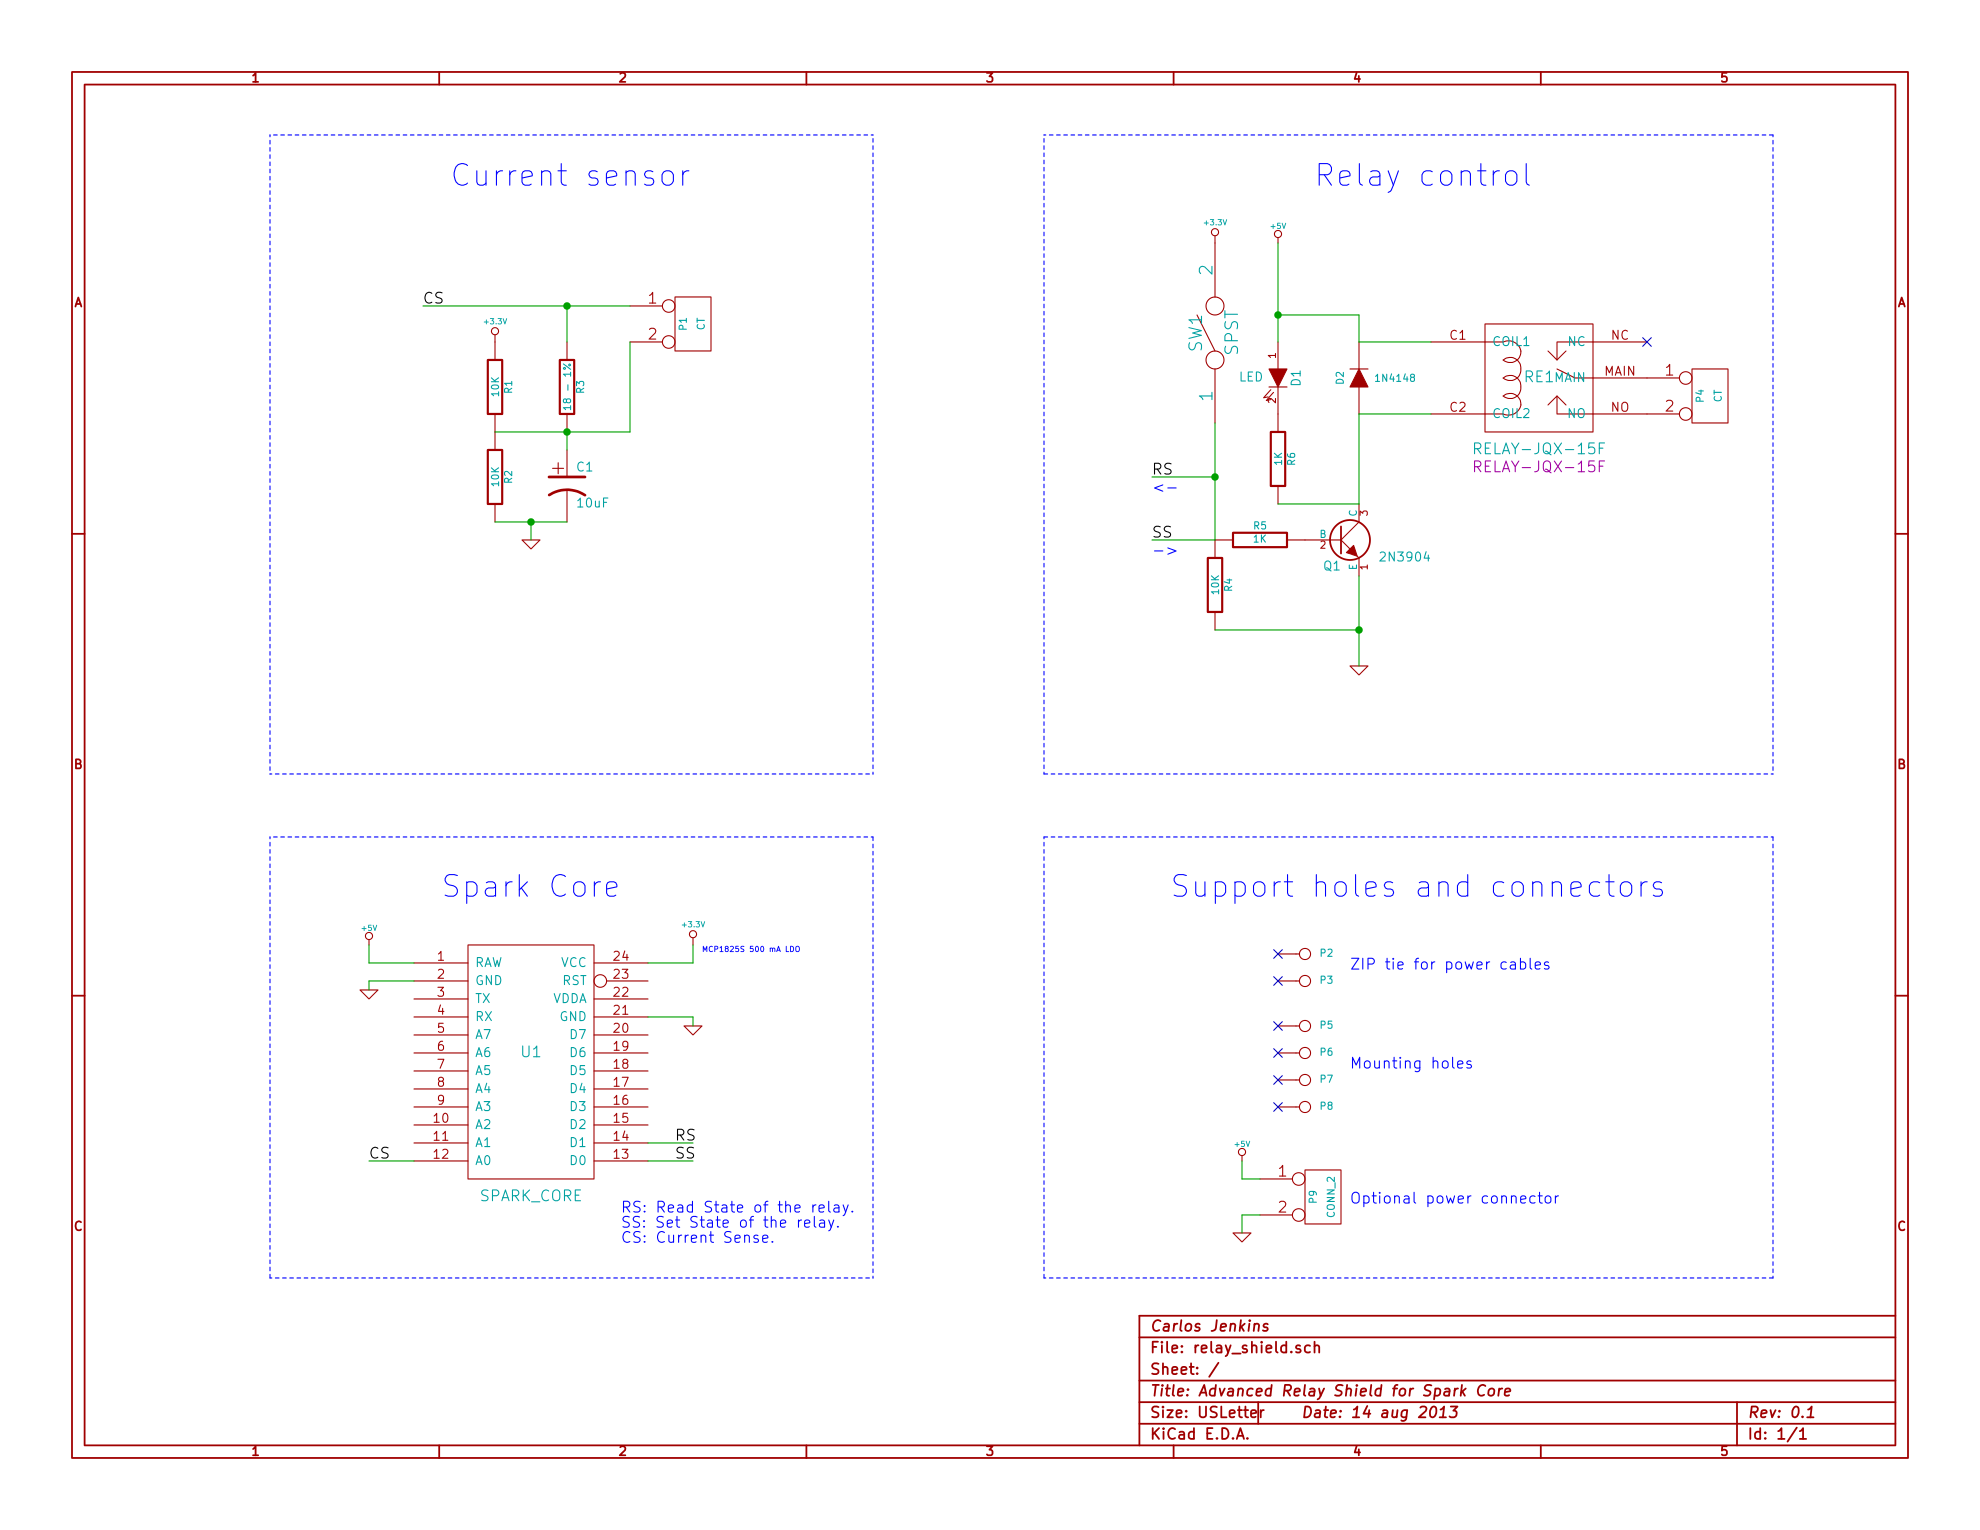 1 2 3 4 5
A
B
C
A
B
C
Current sensor
CS
+3.3V
10K
R1
18 - 1%
R3
1
2
P1
CT
10K
R2
C1
10uF
Relay control
+3.3V
+5V
2
SW1
SPST
1
1
LED
D1
2
D2
1N4148
1K
R6
RS
<-
SS
->
R5
1K
10K
R4
B
2
C
3
E
1
Q1
2N3904
C1
COIL1
C2
COIL2
RE1
NC
NC
MAIN
MAIN
NO
NO
RELAY-JQX-15F
RELAY-JQX-15F
1
2
P4
CT
Spark Core
+5V
+3.3V
MCP1825S 500 mA LDO
1 RAW VCC 24
2 GND RST 23
3 TX VDDA 22
4 RX GND 21
5 A7 D7 20
6 A6 D6 19
U1
7 A5 D5 18
8 A4 D4 17
9 A3 D3 16
10 A2 D2 15
11 A1 D1 14 RS
CS 12 A0 D0 13 SS
SPARK_CORE
RS: Read State of the relay.
SS: Set State of the relay.
CS: Current Sense.
Support holes and connectors
P2
P3
ZIP tie for power cables
P5
P6
P7
P8
Mounting holes
+5V
1
2
P9
CONN_2
Optional power connector
Carlos Jenkins
File: relay_shield.sch
Sheet: /
Title: Advanced Relay Shield for Spark Core
Size: USLetter Date: 14 aug 2013 Rev: 0.1
KiCad E.D.A. Id: 1/1
1 2 3 4 5